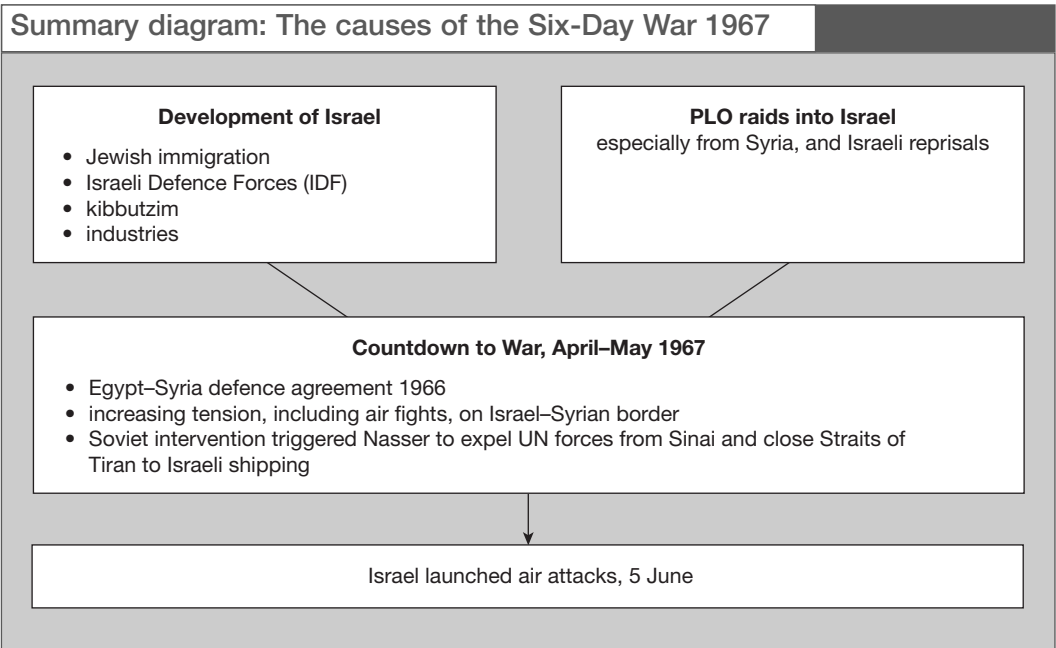 Summary diagram: The causes of the Six-Day War 1967
Development of Israel
• Jewish immigration
• Israeli Defence Forces (IDF)
• kibbutzim
• industries
PLO raids into Israel
especially from Syria, and Israeli reprisals
Countdown to War, April–May 1967
• Egypt–Syria defence agreement 1966
• increasing tension, including air fights, on Israel–Syrian border
• Soviet intervention triggered Nasser to expel UN forces from Sinai and close Straits of
Tiran to Israeli shipping
Israel launched air attacks, 5 June